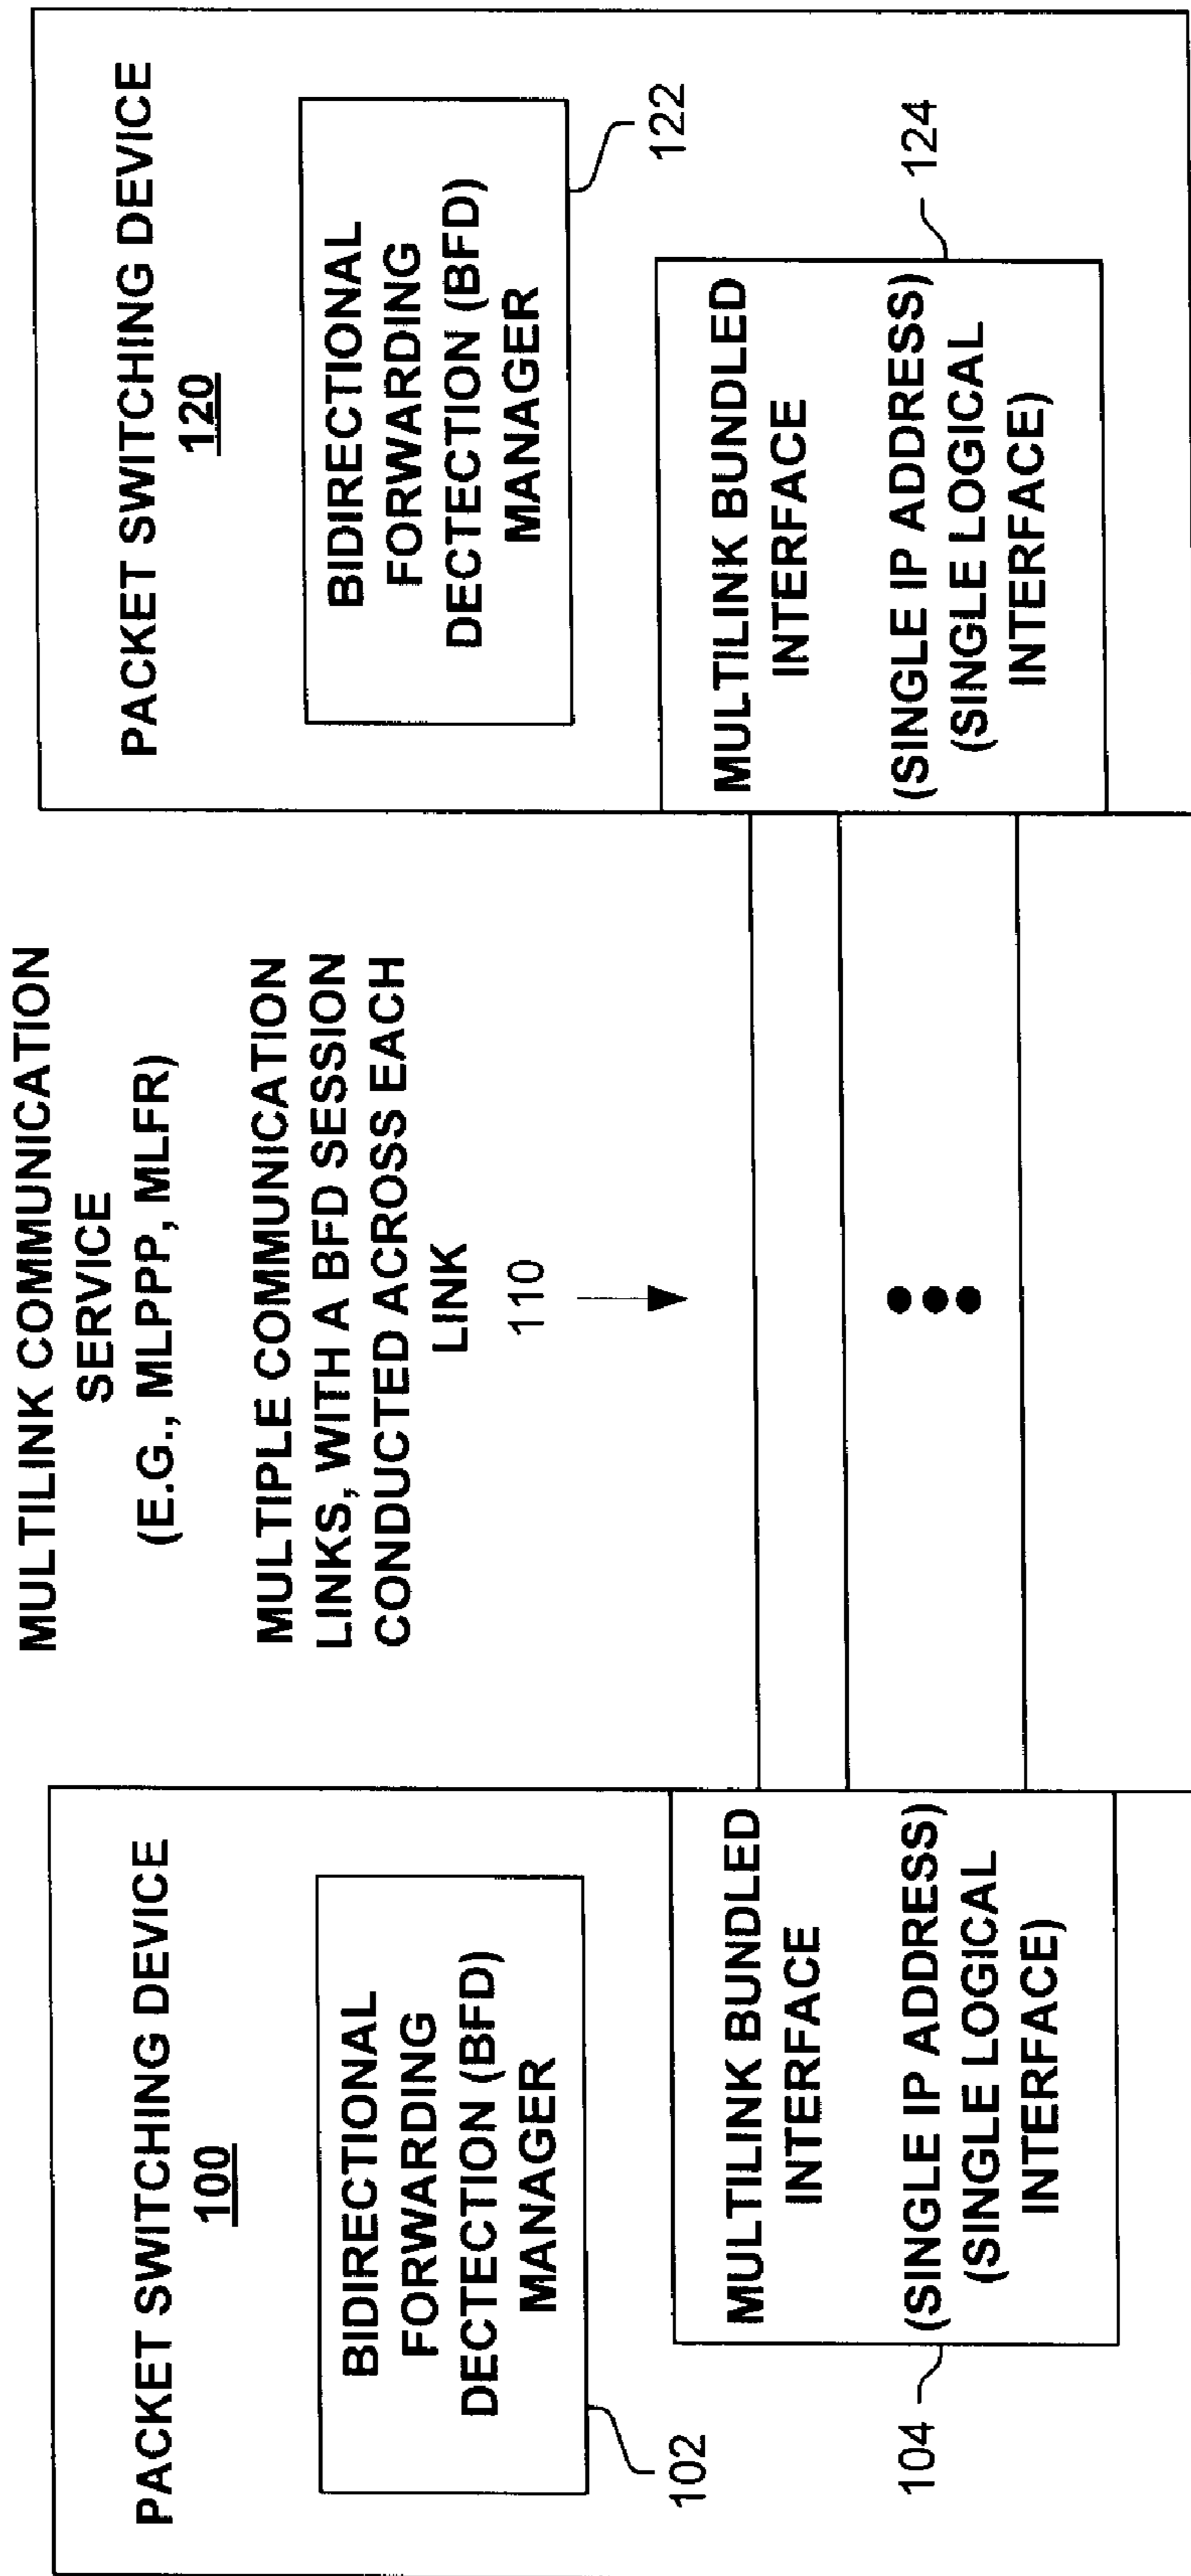 PACKET SWITCHING DEVICE
100
BIDIRECTIONAL
FORWARDING
DECTECTION (BFD)
MANAGER
102
MULTILINK BUNDLED
INTERFACE
(SINGLE IP ADDRESS)
(SINGLE LOGICAL
INTERFACE)
104
MULTILINK COMMUNICATION
SERVICE
(E.G., MLPPP, MLFR)
MULTIPLE COMMUNICATION
LINKS, WITH A BFD SESSION
CONDUCTED ACROSS EACH
LINK
110
PACKET SWITCHING DEVICE
120
BIDIRECTIONAL
FORWARDING
DECTECTION (BFD)
MANAGER
122
MULTILINK BUNDLED
INTERFACE
(SINGLE IP ADDRESS)
(SINGLE LOGICAL
INTERFACE)
124